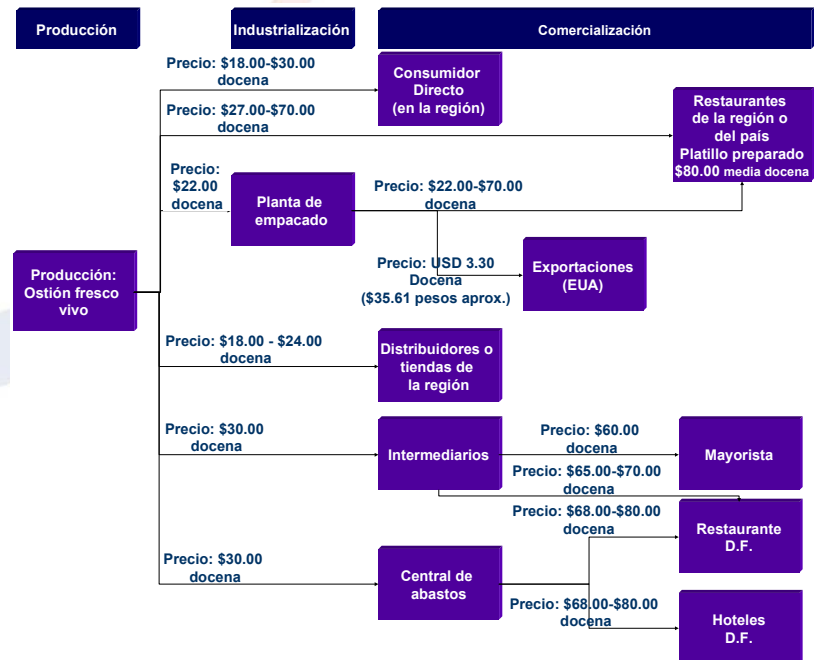 Producción
Industrialización
Comercialización
Precio: $18.00-$30.00
docena
Consumidor
Directo
(en la región)
Precio: $27.00-$70.00
docena
Restaurantes
de la región o
del país
Platillo preparado
$80.00 media docena
Precio:
$22.00
docena
Planta de
empacado
Precio: $22.00-$70.00
docena
Producción:
Ostión fresco
vivo
Precio: USD 3.30
Docena
($35.61 pesos aprox.)
Exportaciones
(EUA)
Precio: $18.00 - $24.00
docena
Distribuidores o
tiendas de
la región
Precio: $30.00
docena
Intermediarios
Precio: $60.00
docena
Mayorista
Precio: $65.00-$70.00
docena
Precio: $68.00-$80.00
docena
Restaurante
D.F.
Precio: $30.00
docena
Central de
abastos
Precio: $68.00-$80.00
docena
Hoteles
D.F.